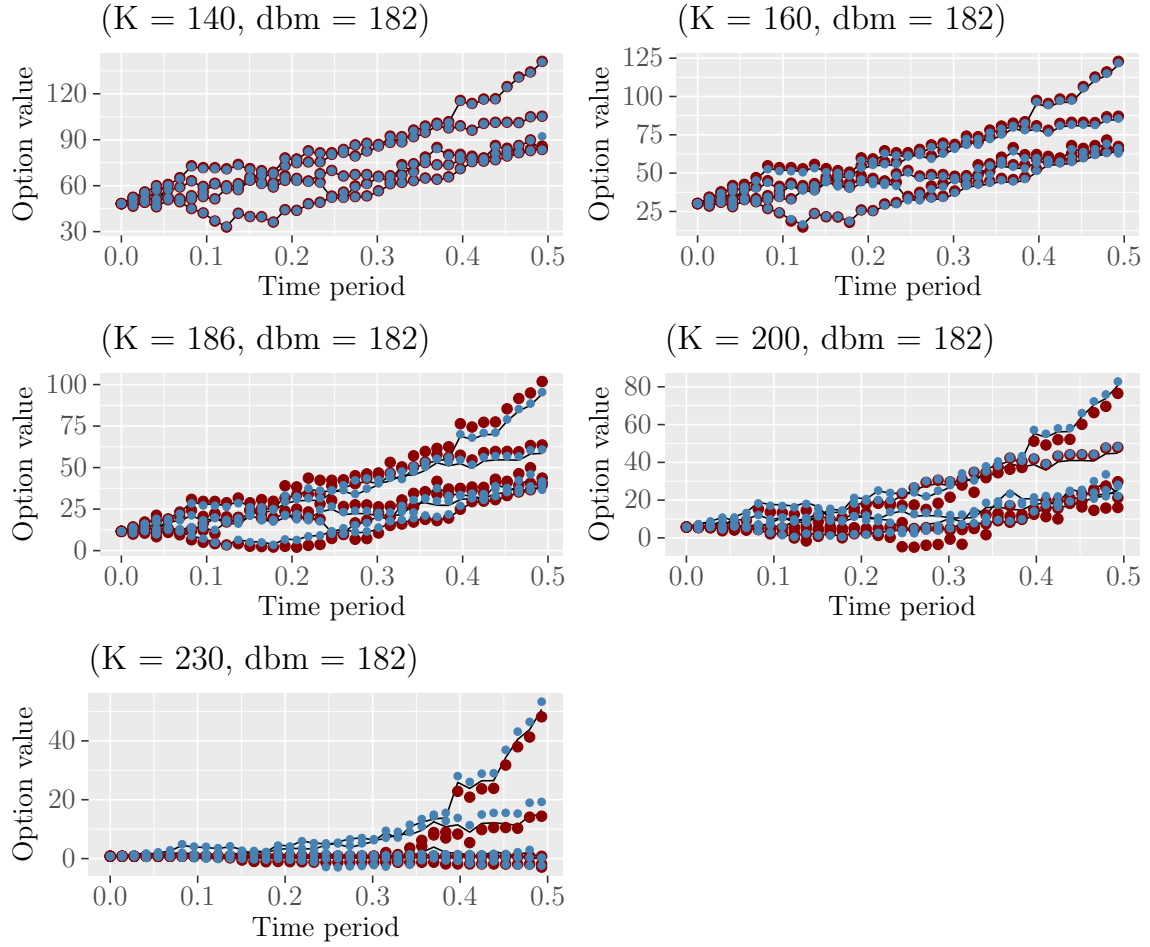 (K = 140, dbm = 182)
Option value
120
90
60
30
0.0 0.1 0.2 0.3 0.4 0.5
Time period
(K = 160, dbm = 182)
Option value
125
100
75
50
25
0.0 0.1 0.2 0.3 0.4 0.5
Time period
(K = 186, dbm = 182)
Option value
100
75
50
25
0
0.0 0.1 0.2 0.3 0.4 0.5
Time period
(K = 200, dbm = 182)
Option value
80
60
40
20
0
0.0 0.1 0.2 0.3 0.4 0.5
Time period
(K = 230, dbm = 182)
Option value
40
20
0
0.0 0.1 0.2 0.3 0.4 0.5
Time period